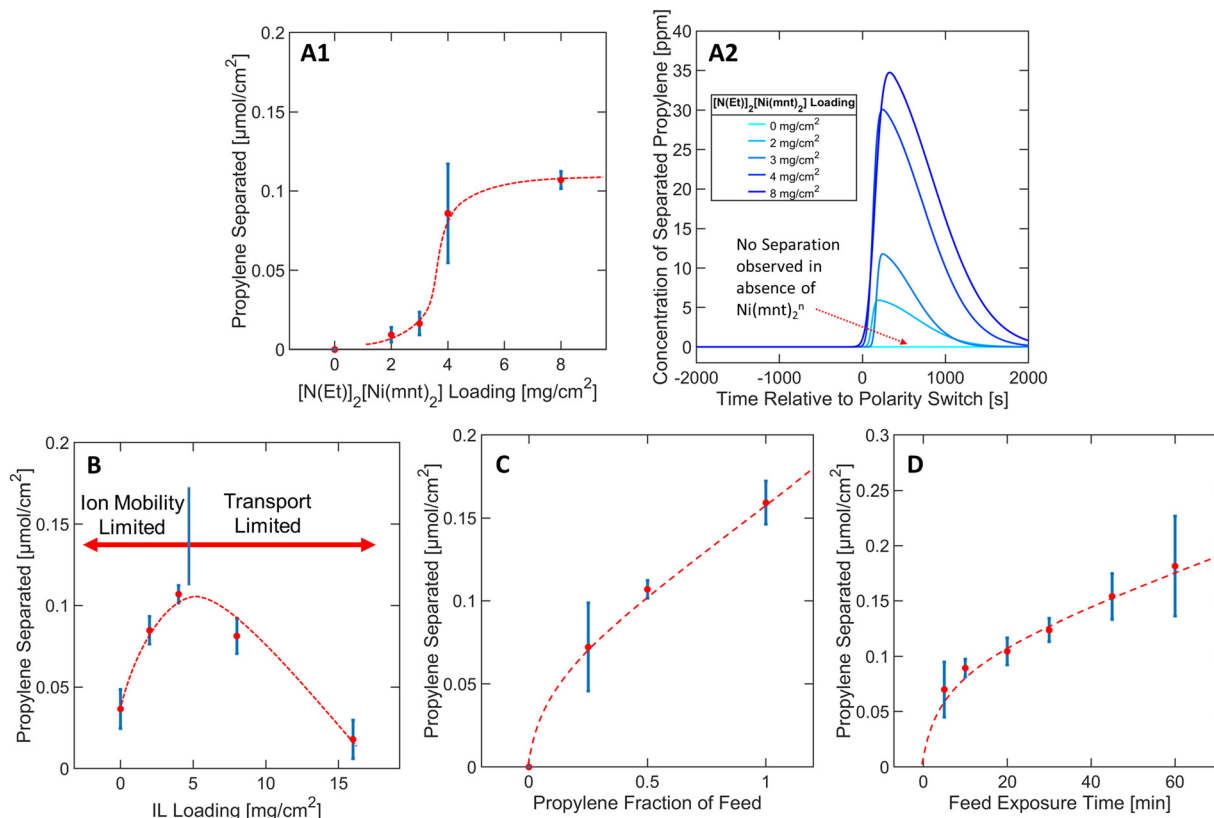 A1
0.2
0.15
0.1
0.05
0
0
2
4
6
8
Propylene Separated [µmol/cm²]
[N(Et)]₂[Ni(mnt)₂] Loading [mg/cm²]
A2
40
35
30
25
20
15
10
5
0
-2000
-1000
0
1000
2000
Concentration of Separated Propylene [ppm]
Time Relative to Polarity Switch [s]
[N(Et)]₂[Ni(mnt)₂] Loading
0 mg/cm²
2 mg/cm²
3 mg/cm²
4 mg/cm²
8 mg/cm²
No Separation
observed in
absence of
Ni(mnt)₂ⁿ
B
0.2
0.15
0.1
0.05
0
0
5
10
15
Ion Mobility
Limited
Transport
Limited
Propylene Separated [µmol/cm²]
IL Loading [mg/cm²]
C
0.2
0.15
0.1
0.05
0
0
0.5
1
Propylene Separated [µmol/cm²]
Propylene Fraction of Feed
D
0.3
0.25
0.2
0.15
0.1
0.05
0
0
20
40
60
Propylene Separated [µmol/cm²]
Feed Exposure Time [min]